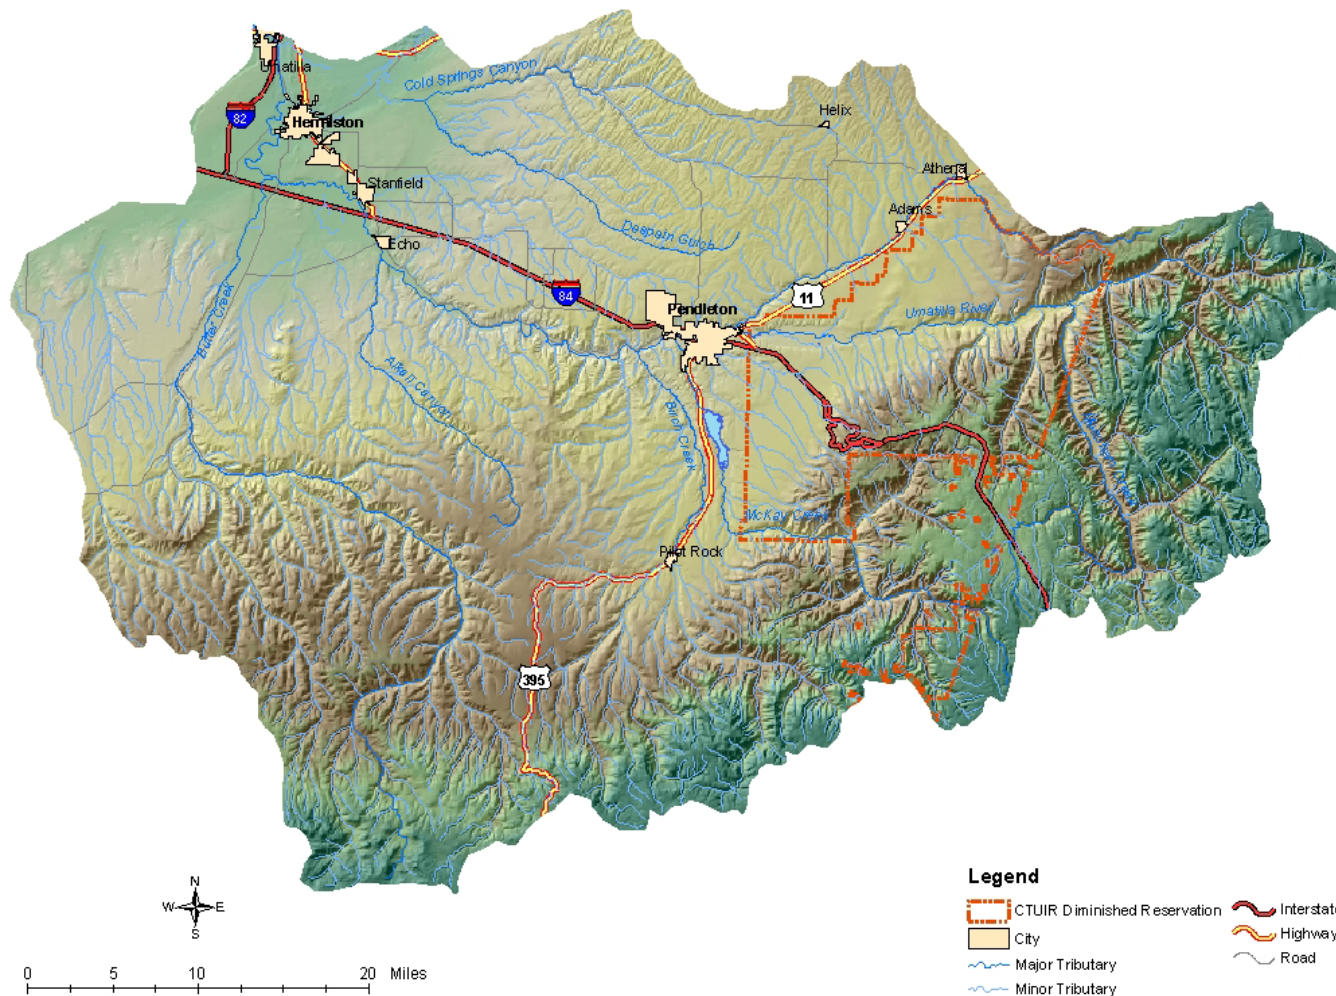 Umatilla
Cold Springs Canyon
82
Hermiston
Helix
Athena
Stanfield
Adams
Despain Gulch
Echo
84
11
Pendleton
Umatilla River
Butter Creek
Alkali Canyon
Birch Creek
McKay Creek
Pilot Rock
395
N
W E
S
Legend
CTUIR Diminished Reservation
Interstate
City
Highway
Major Tributary
Road
Minor Tributary
0 5 10 20 Miles